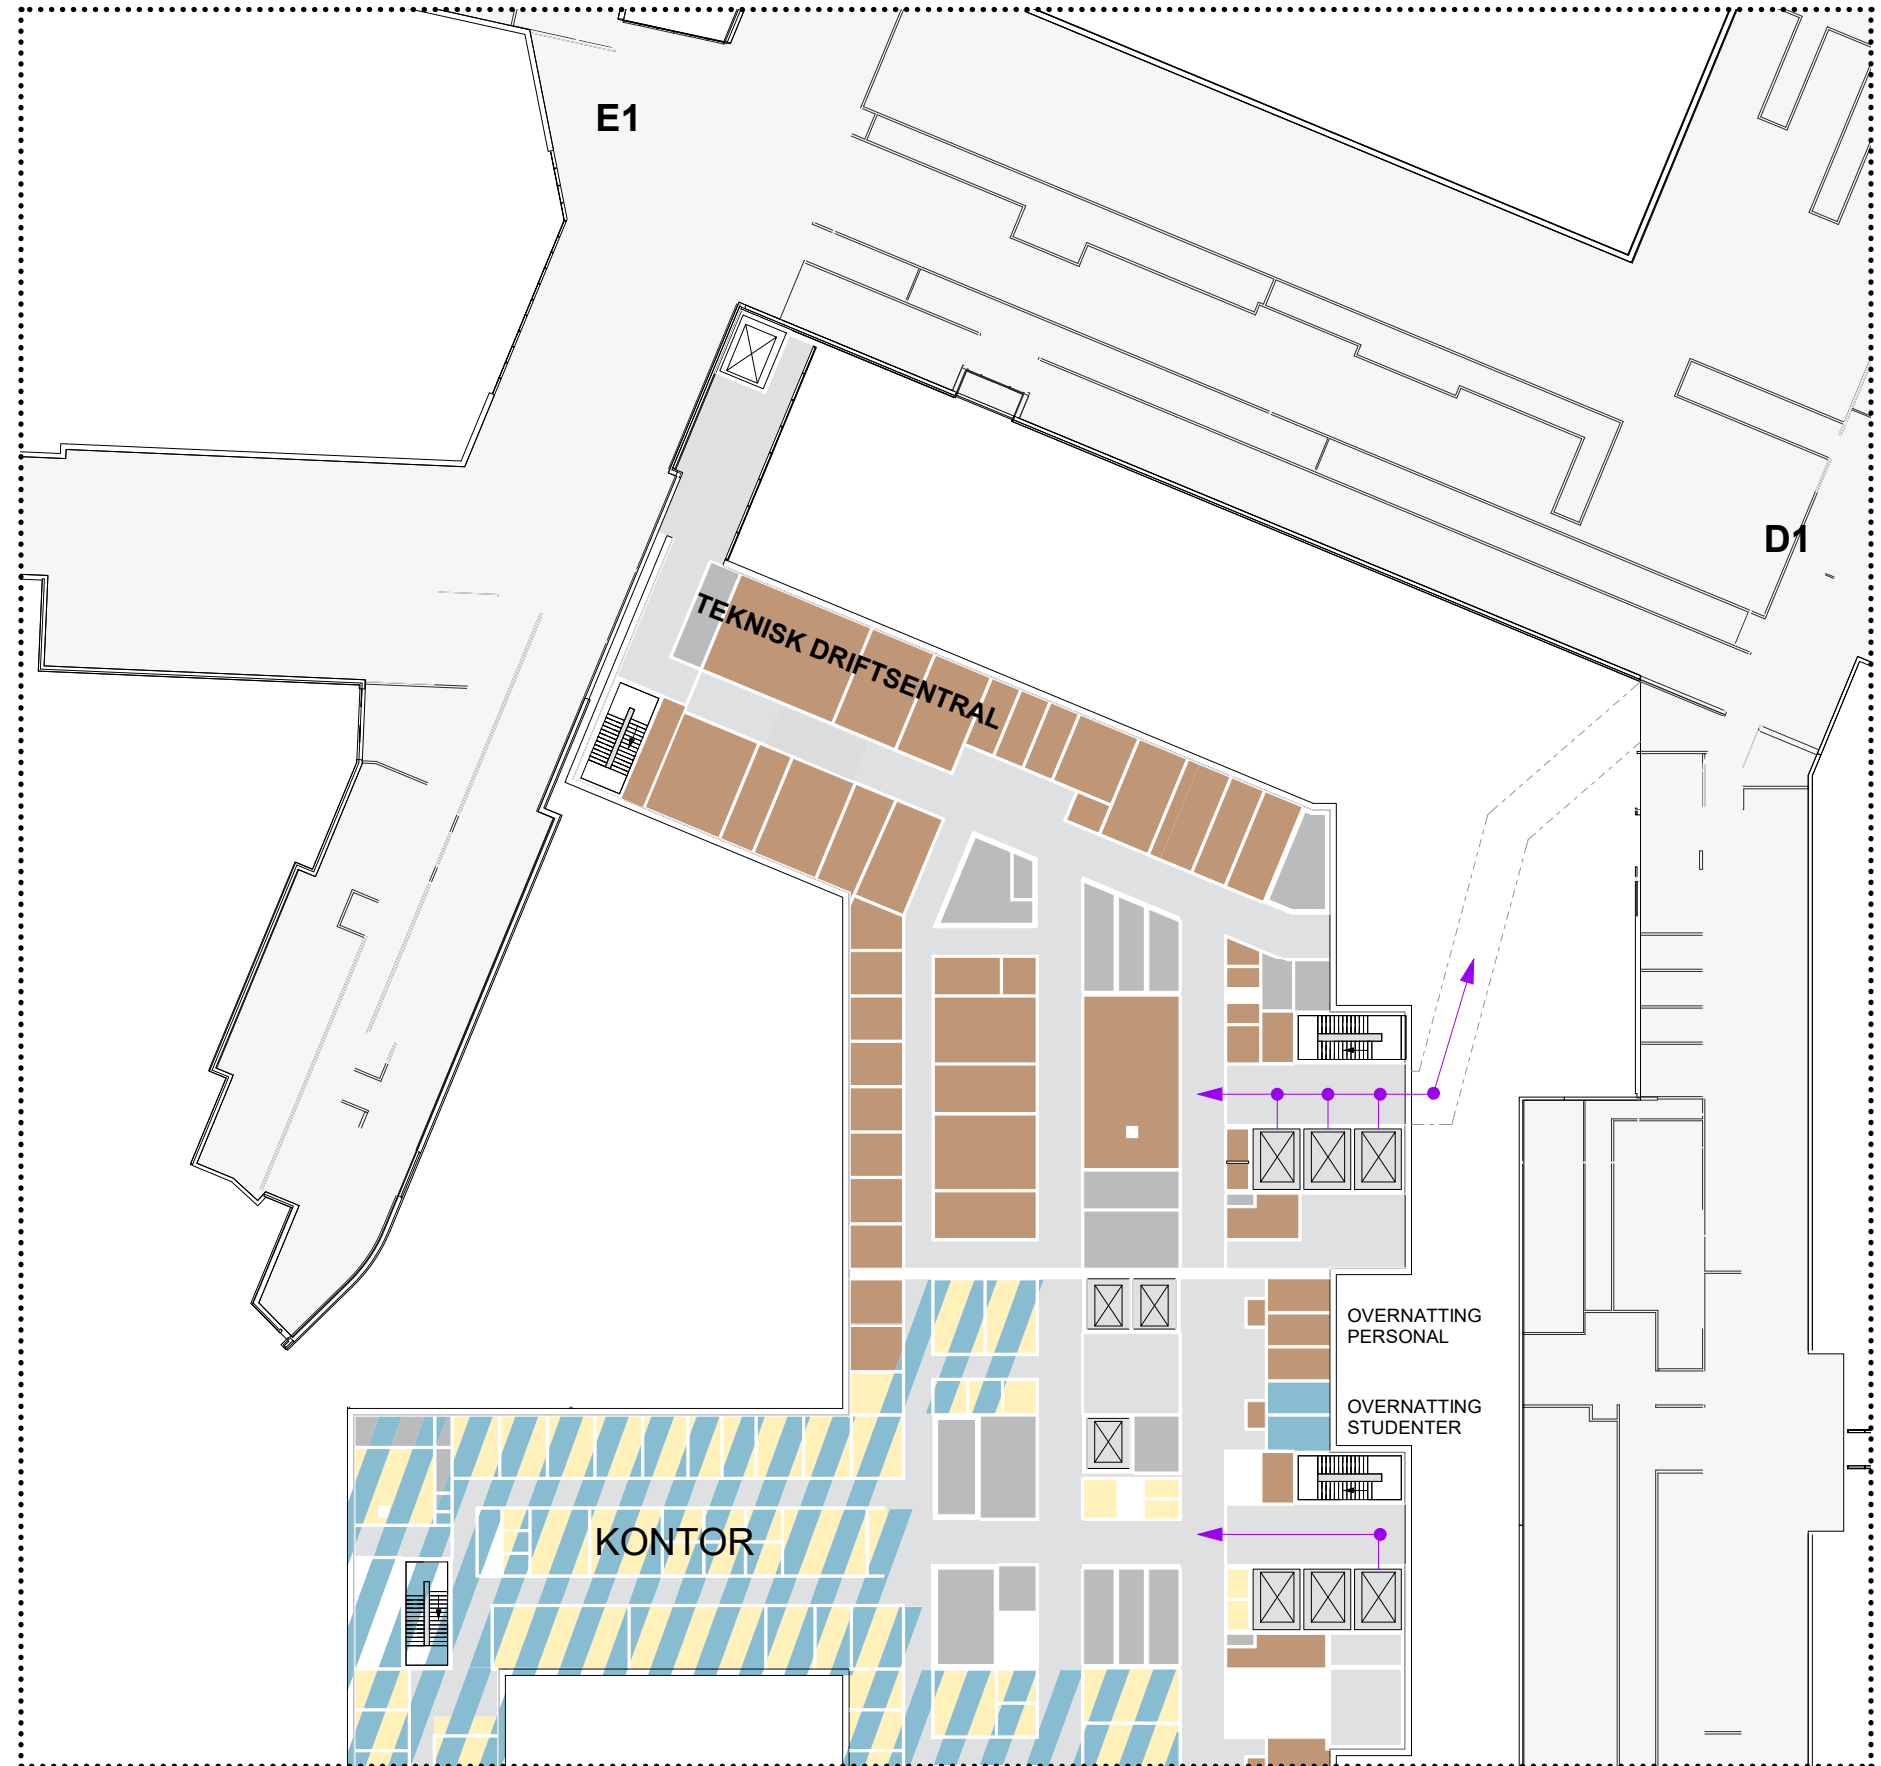 E1
D1
TEKNISK DRIFTSENTRAL
OVERNATTING
PERSONAL
OVERNATTING
STUDENTER
KONTOR